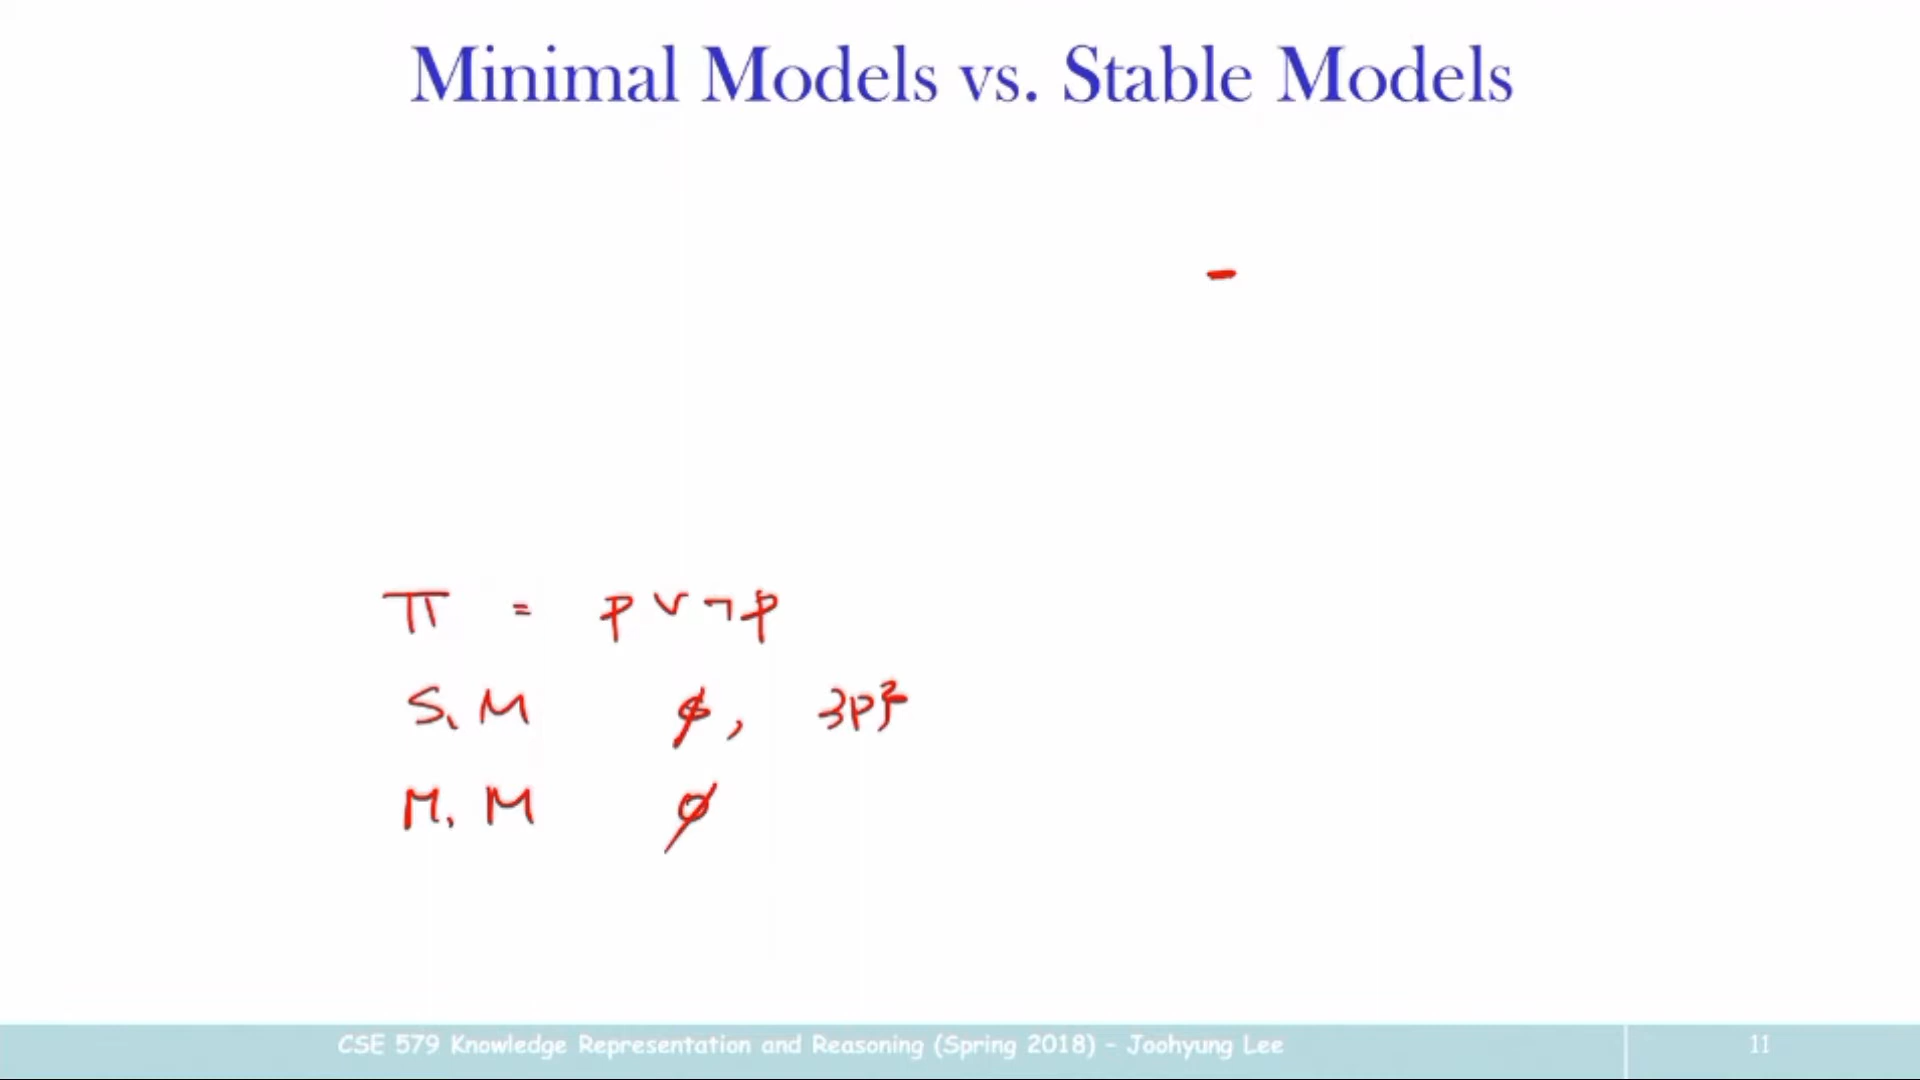 Minimal Models vs. Stable Models
-
Π = p ∨ ¬p
S. M ∅, {p}
M. M ∅
CSE 579 Knowledge Representation and Reasoning (Spring 2018) - Joohyung Lee 11